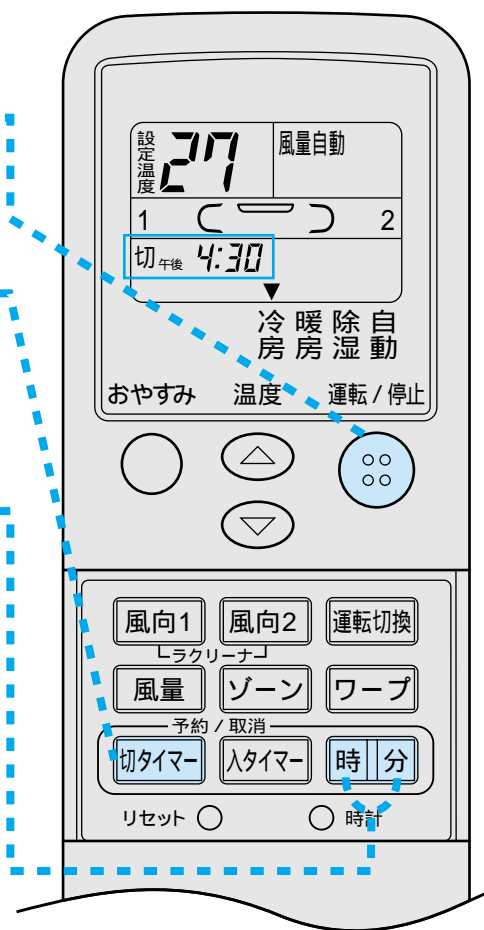 設定温度 27 風量自動
1 2
切 午後 4:30
▼
冷房 暖房 除湿 自動
おやすみ 温度 運転 / 停止
風向1 風向2 運転切換
ラクリーナ
風量 ゾーン ワープ
予約 / 取消
切タイマー 入タイマー 時 分
リセット 時計